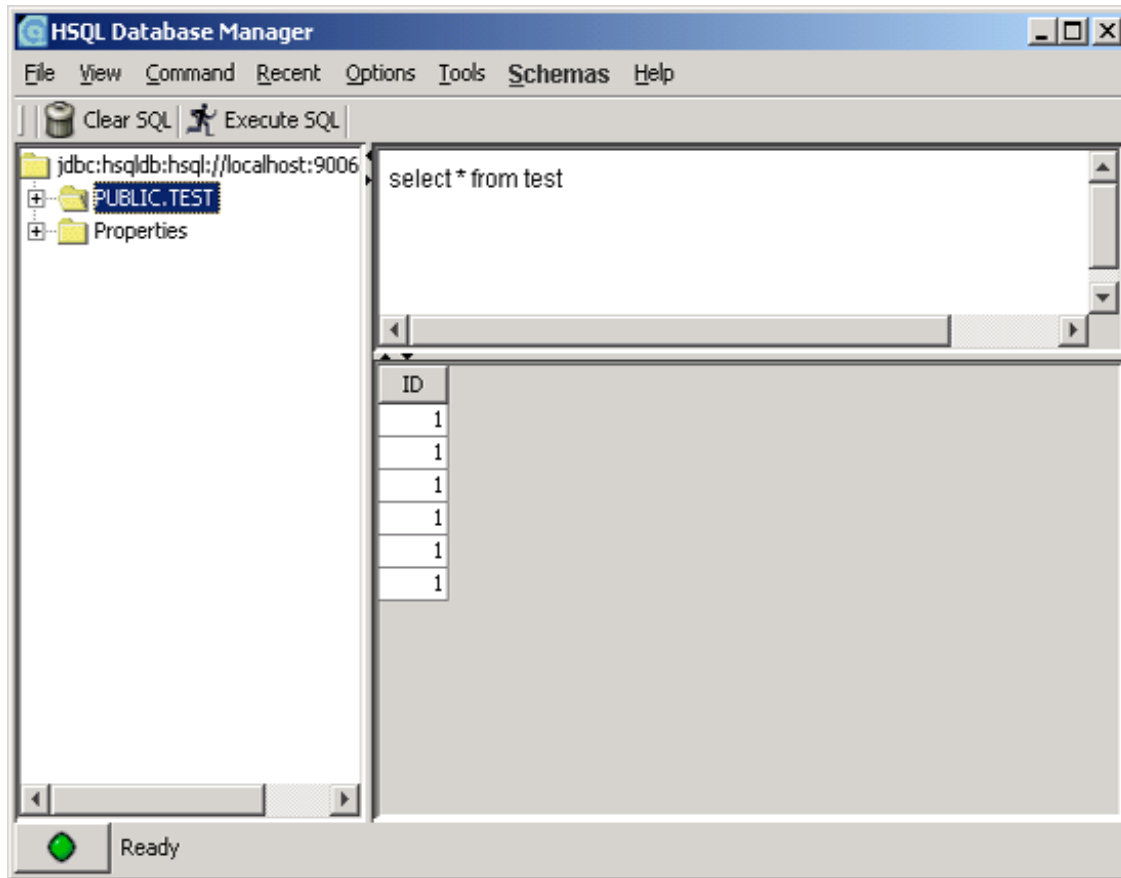 HSQL Database Manager
File View Command Recent Options Tools Schemas Help
Clear SQL Execute SQL
jdbc:hsqldb:hsql://localhost:9006
PUBLIC.TEST
Properties
select * from test
ID
1
1
1
1
1
1
Ready